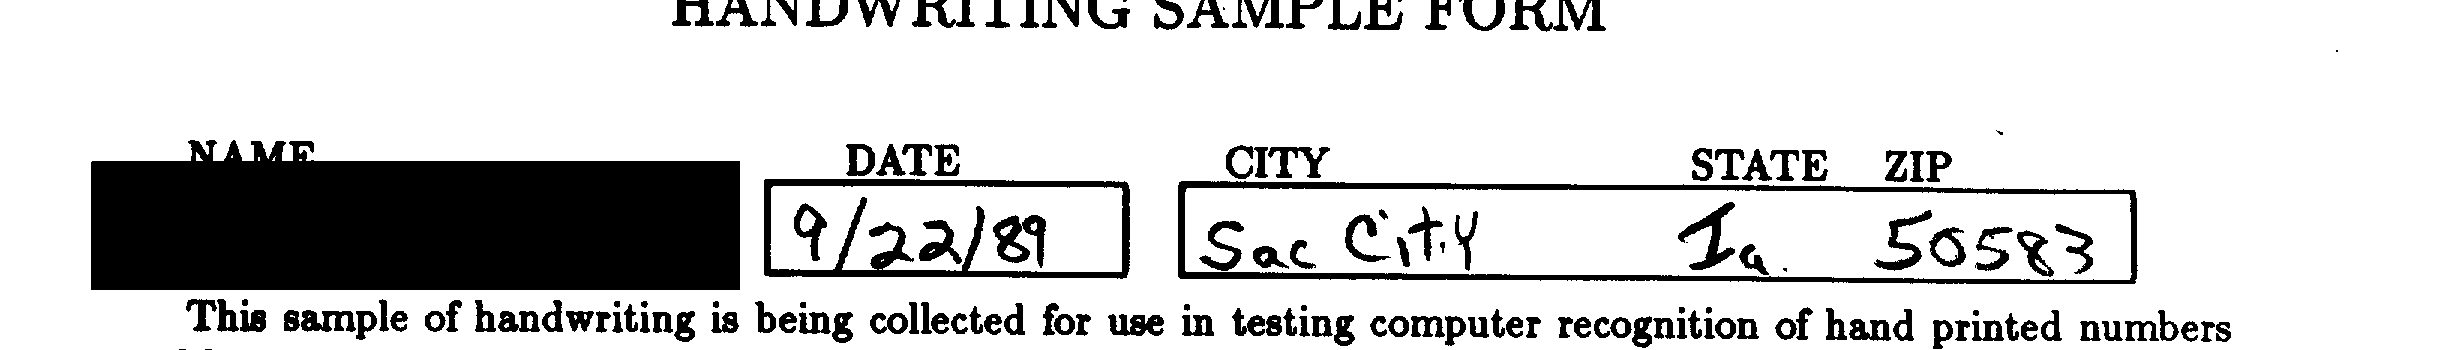 HANDWRITING SAMPLE FORM
NAME DATE CITY STATE ZIP
9/22/89 Sac City Ia. 50583
This sample of handwriting is being collected for use in testing computer recognition of hand printed numbers